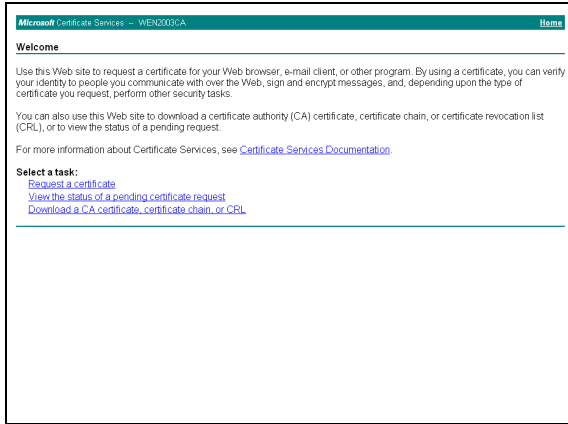 Microsoft Certificate Services -- WEN2003CA Home
Welcome
Use this Web site to request a certificate for your Web browser, e-mail client, or other program. By using a certificate, you can verify
your identity to people you communicate with over the Web, sign and encrypt messages, and, depending upon the type of
certificate you request, perform other security tasks.
You can also use this Web site to download a certificate authority (CA) certificate, certificate chain, or certificate revocation list
(CRL), or to view the status of a pending request.
For more information about Certificate Services, see Certificate Services Documentation.
Select a task:
Request a certificate
View the status of a pending certificate request
Download a CA certificate, certificate chain, or CRL